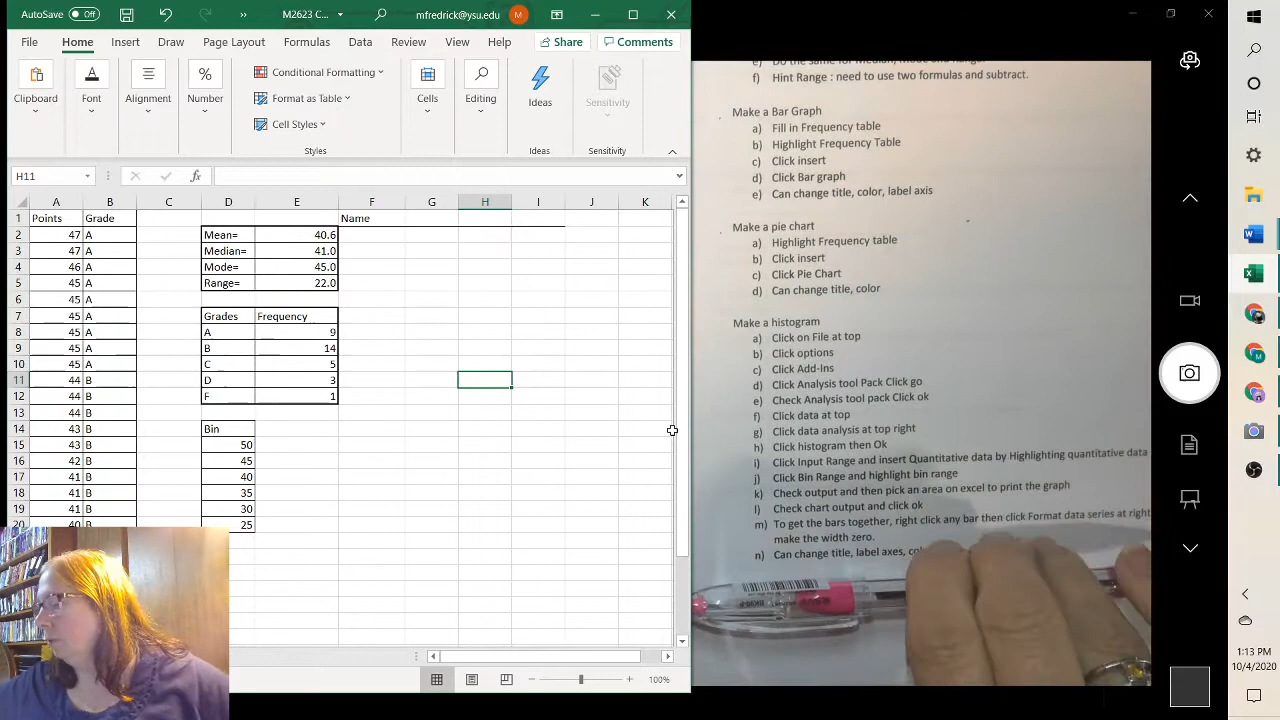 AutoSave Off M2623 C... mfredrick@ysu.edu M
File Home Insert Draw Page Layout Formulas Data Review View Help Share Comments
Clipboard Font Alignment Number Conditional Formatting Format as Table Cell Styles Cells Editing Ideas Sensitivity
Styles Ideas Sensitivity
H11 fx
A B C D E F G H I J K
1 Points Grade Name
2 47 A Mean= 40.6
3 47 A Median= 41.0
4 46 A Mode= 45.0
5 45 A Range= 22.0
6 45 A
7 45 A Grades Frequency
8 45 A A 9
9 45 A B 14
10 45 A C 5
11 44 B D 3
12 44 B F 1
13 44 B
14 43 B Bin
15 43 B 50
16 42 B 45
17 41 B 40
18 41 B 35
19 41 B 30
20 40 B 25
100%
e) Do the same for Median, Mode and Range.
f) Hint Range : need to use two formulas and subtract.
Make a Bar Graph
a) Fill in Frequency table
b) Highlight Frequency Table
c) Click insert
d) Click Bar graph
e) Can change title, color, label axis
Make a pie chart
a) Highlight Frequency table
b) Click insert
c) Click Pie Chart
d) Can change title, color
Make a histogram
a) Click on File at top
b) Click options
c) Click Add-Ins
d) Click Analysis tool Pack Click go
e) Check Analysis tool pack Click ok
f) Click data at top
g) Click data analysis at top right
h) Click histogram then Ok
i) Click Input Range and insert Quantitative data by Highlighting quantitative data
j) Click Bin Range and highlight bin range
k) Check output and then pick an area on excel to print the graph
l) Check chart output and click ok
m) To get the bars together, right click any bar then click Format data series at right
make the width zero.
n) Can change title, label axes,
1:13 PM
10/4/2020